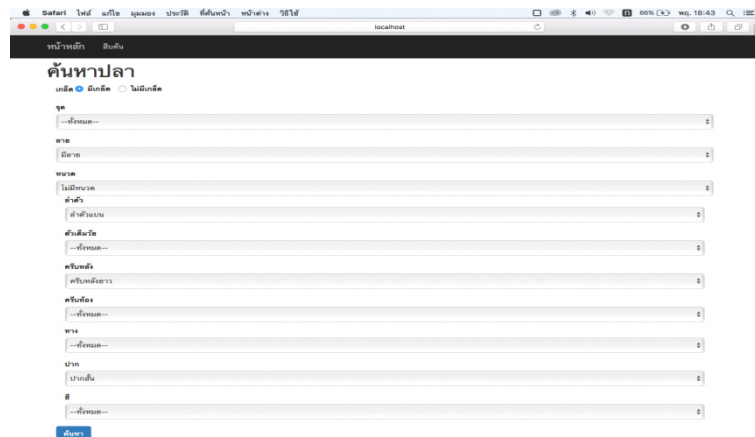 Safari ไฟล์ แก้ไข มุมมอง ประวัติ ที่คั่นหน้า หน้าต่าง วิธีใช้ 66% พฤ. 18:43
localhost
หน้าหลัก สืบค้น
ค้นหาปลา
เกล็ด มีเกล็ด ไม่มีเกล็ด
จุด
--ทั้งหมด--
ลาย
มีลาย
หนวด
ไม่มีหนวด
ลำตัว
ลำตัวแบน
ตัวเต็มวัย
--ทั้งหมด--
ครีบหลัง
ครีบหลังยาว
ครีบท้อง
--ทั้งหมด--
หาง
--ทั้งหมด--
ปาก
ปากสั้น
สี
--ทั้งหมด--
ค้นหา